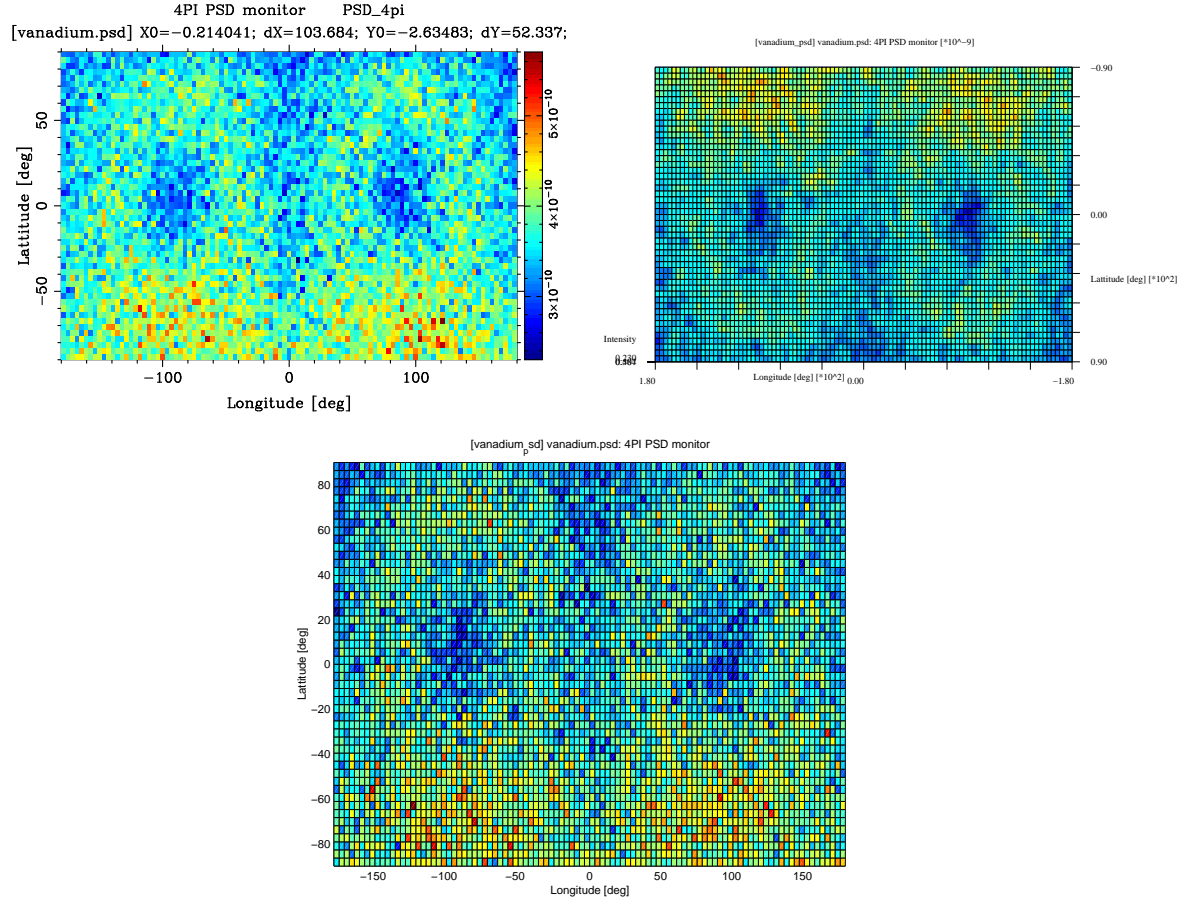 4PI PSD monitor PSD_4pi
[vanadium.psd] X0=−0.214041; dX=103.684; Y0=−2.63483; dY=52.337;
50
0
−50
Lattitude [deg]
−100
0
100
Longitude [deg]
5×10⁻¹⁰
4×10⁻¹⁰
3×10⁻¹⁰
[vanadium_psd] vanadium.psd: 4PI PSD monitor [*10^−9]
−0.90
0.00
Lattitude [deg] [*10^2]
0.90
Intensity
0.239
1.80
Longitude [deg] [*10^2]
0.00
−1.80
[vanadium_psd] vanadium.psd: 4PI PSD monitor
80
60
40
20
0
−20
−40
−60
−80
Lattitude [deg]
−150
−100
−50
0
50
100
150
Longitude [deg]